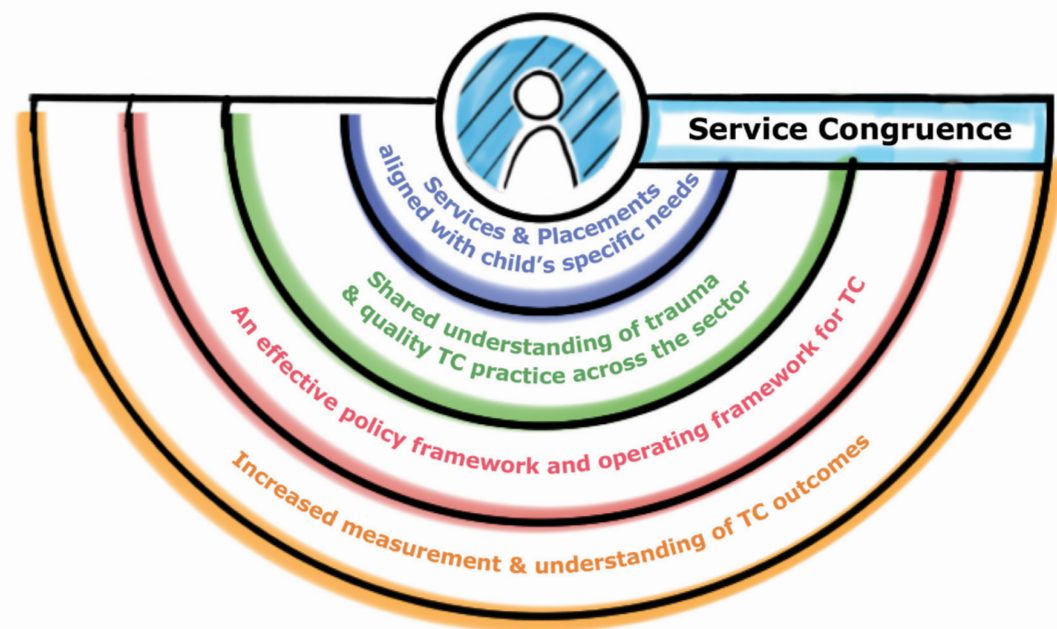 Service Congruence
Services & Placements
aligned with child's specific needs
Shared understanding of trauma
& quality TC practice across the sector
An effective policy framework and operating framework for TC
Increased measurement & understanding of TC outcomes